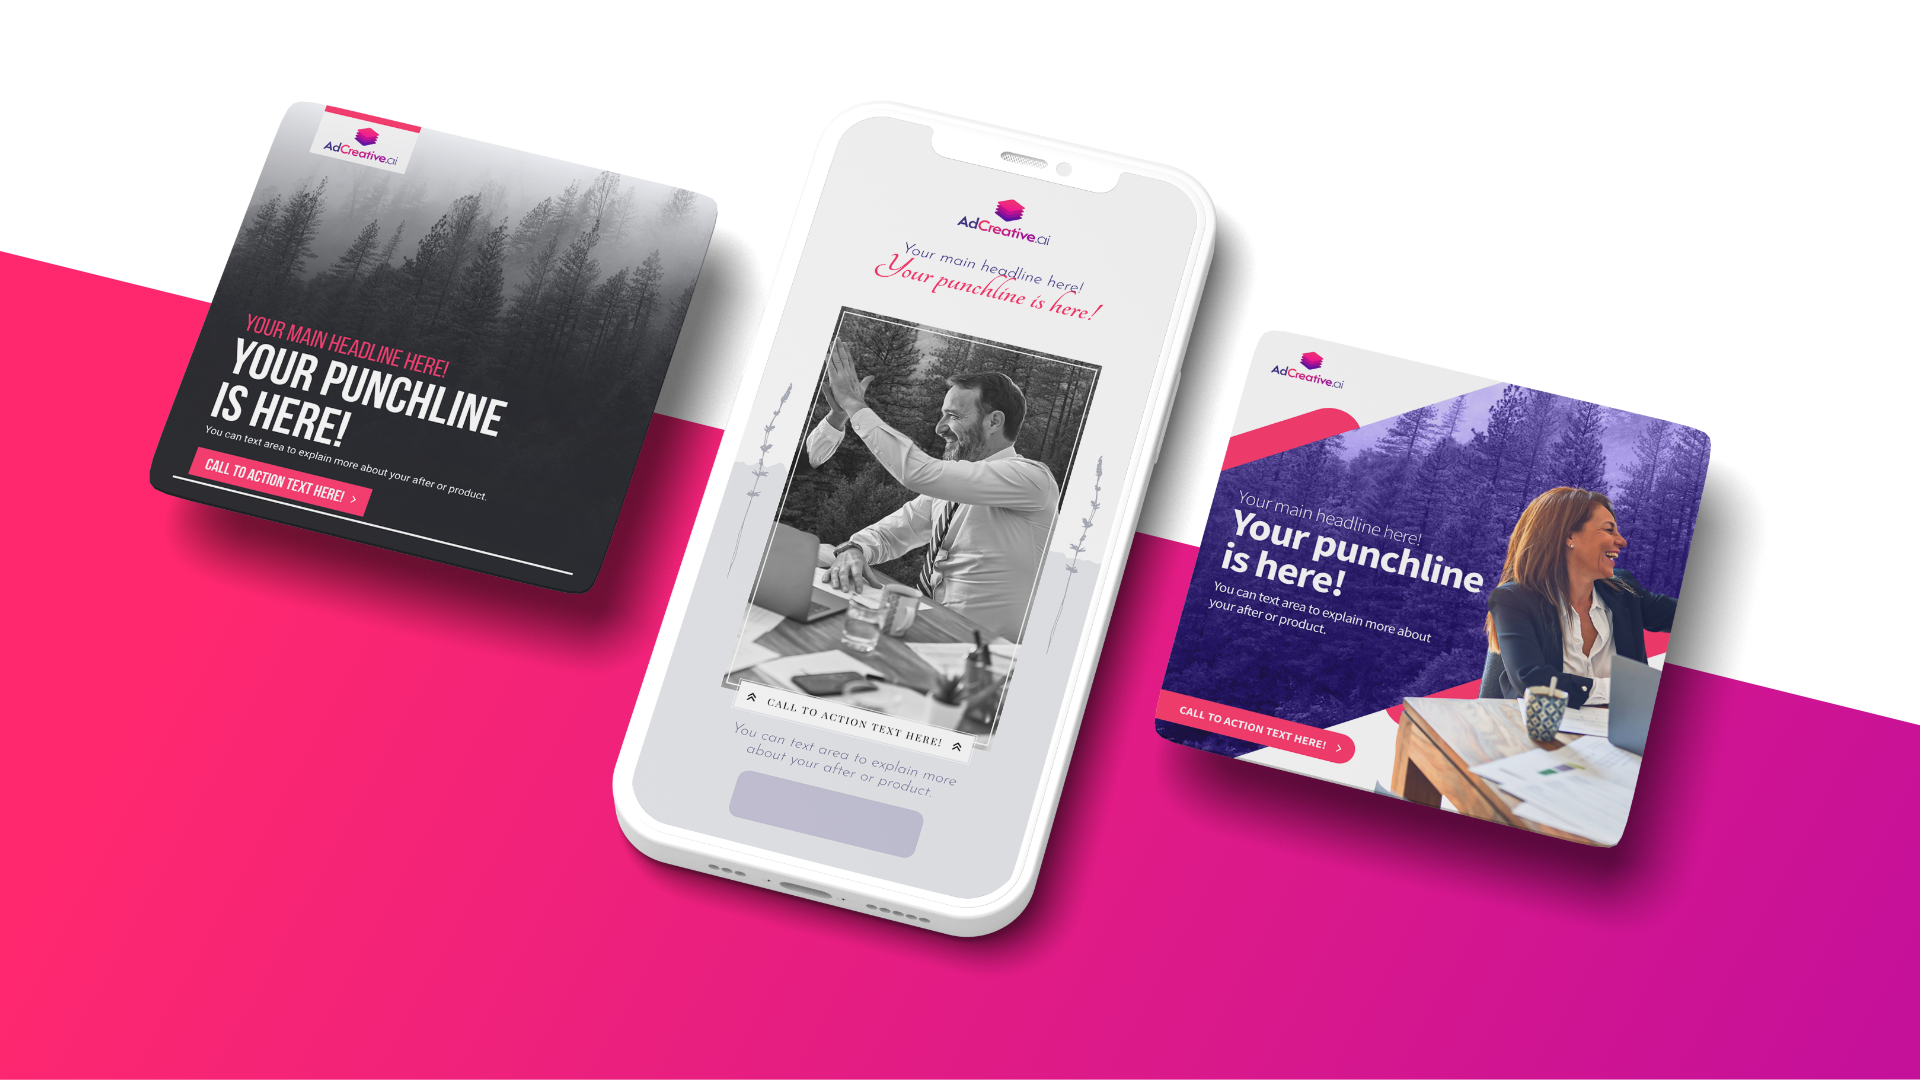 AdCreative.ai
YOUR MAIN HEADLINE HERE!
YOUR PUNCHLINE
IS HERE!
You can text area to explain more about your after or product.
CALL TO ACTION TEXT HERE!
AdCreative.ai
Your main headline here!
Your punchline is here!
CALL TO ACTION TEXT HERE!
You can text area to explain more
about your after or product.
AdCreative.ai
Your main headline here!
Your punchline
is here!
You can text area to explain more about
your after or product.
CALL TO ACTION TEXT HERE!